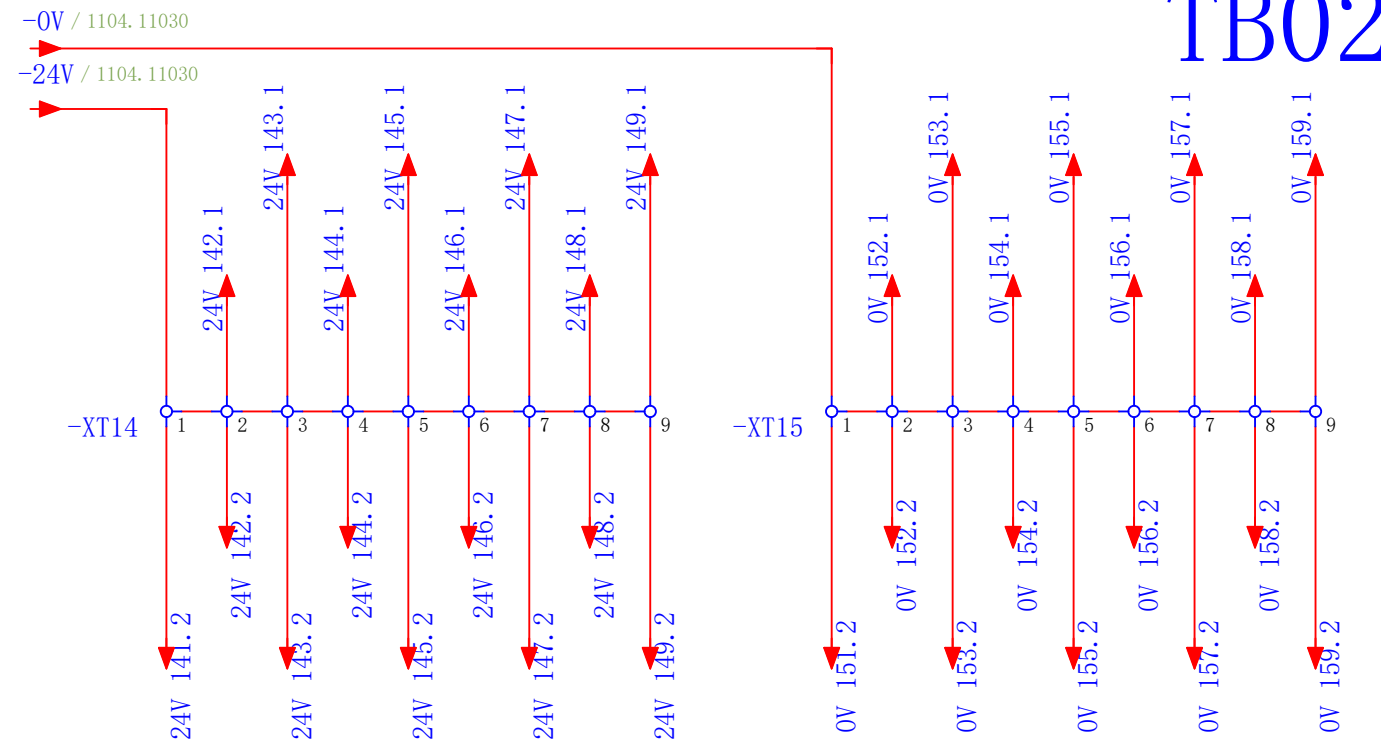 TB02
-0V / 1104.11030
-24V / 1104.11030
24V 143.1
24V 145.1
24V 147.1
24V 149.1
0V 153.1
0V 155.1
0V 157.1
0V 159.1
24V 142.1
24V 144.1
24V 146.1
24V 148.1
0V 152.1
0V 154.1
0V 156.1
0V 158.1
-XT14 1 2 3 4 5 6 7 8 9
-XT15 1 2 3 4 5 6 7 8 9
24V 142.2
24V 144.2
24V 146.2
24V 148.2
0V 152.2
0V 154.2
0V 156.2
0V 158.2
24V 141.2
24V 143.2
24V 145.2
24V 147.2
24V 149.2
0V 151.2
0V 153.2
0V 155.2
0V 157.2
0V 159.2